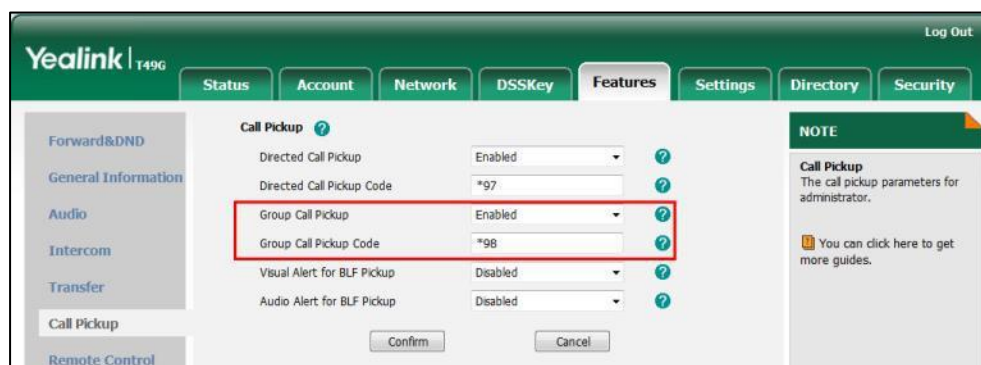 Log Out
Yealink | T49G
Status Account Network DSSKey Features Settings Directory Security
Forward&DND
General Information
Audio
Intercom
Transfer
Call Pickup
Remote Control
Call Pickup ?
Directed Call Pickup Enabled ?
Directed Call Pickup Code *97 ?
Group Call Pickup Enabled ?
Group Call Pickup Code *98 ?
Visual Alert for BLF Pickup Disabled ?
Audio Alert for BLF Pickup Disabled ?
Confirm Cancel
NOTE
Call Pickup
The call pickup parameters for
administrator.
? You can click here to get
more guides.